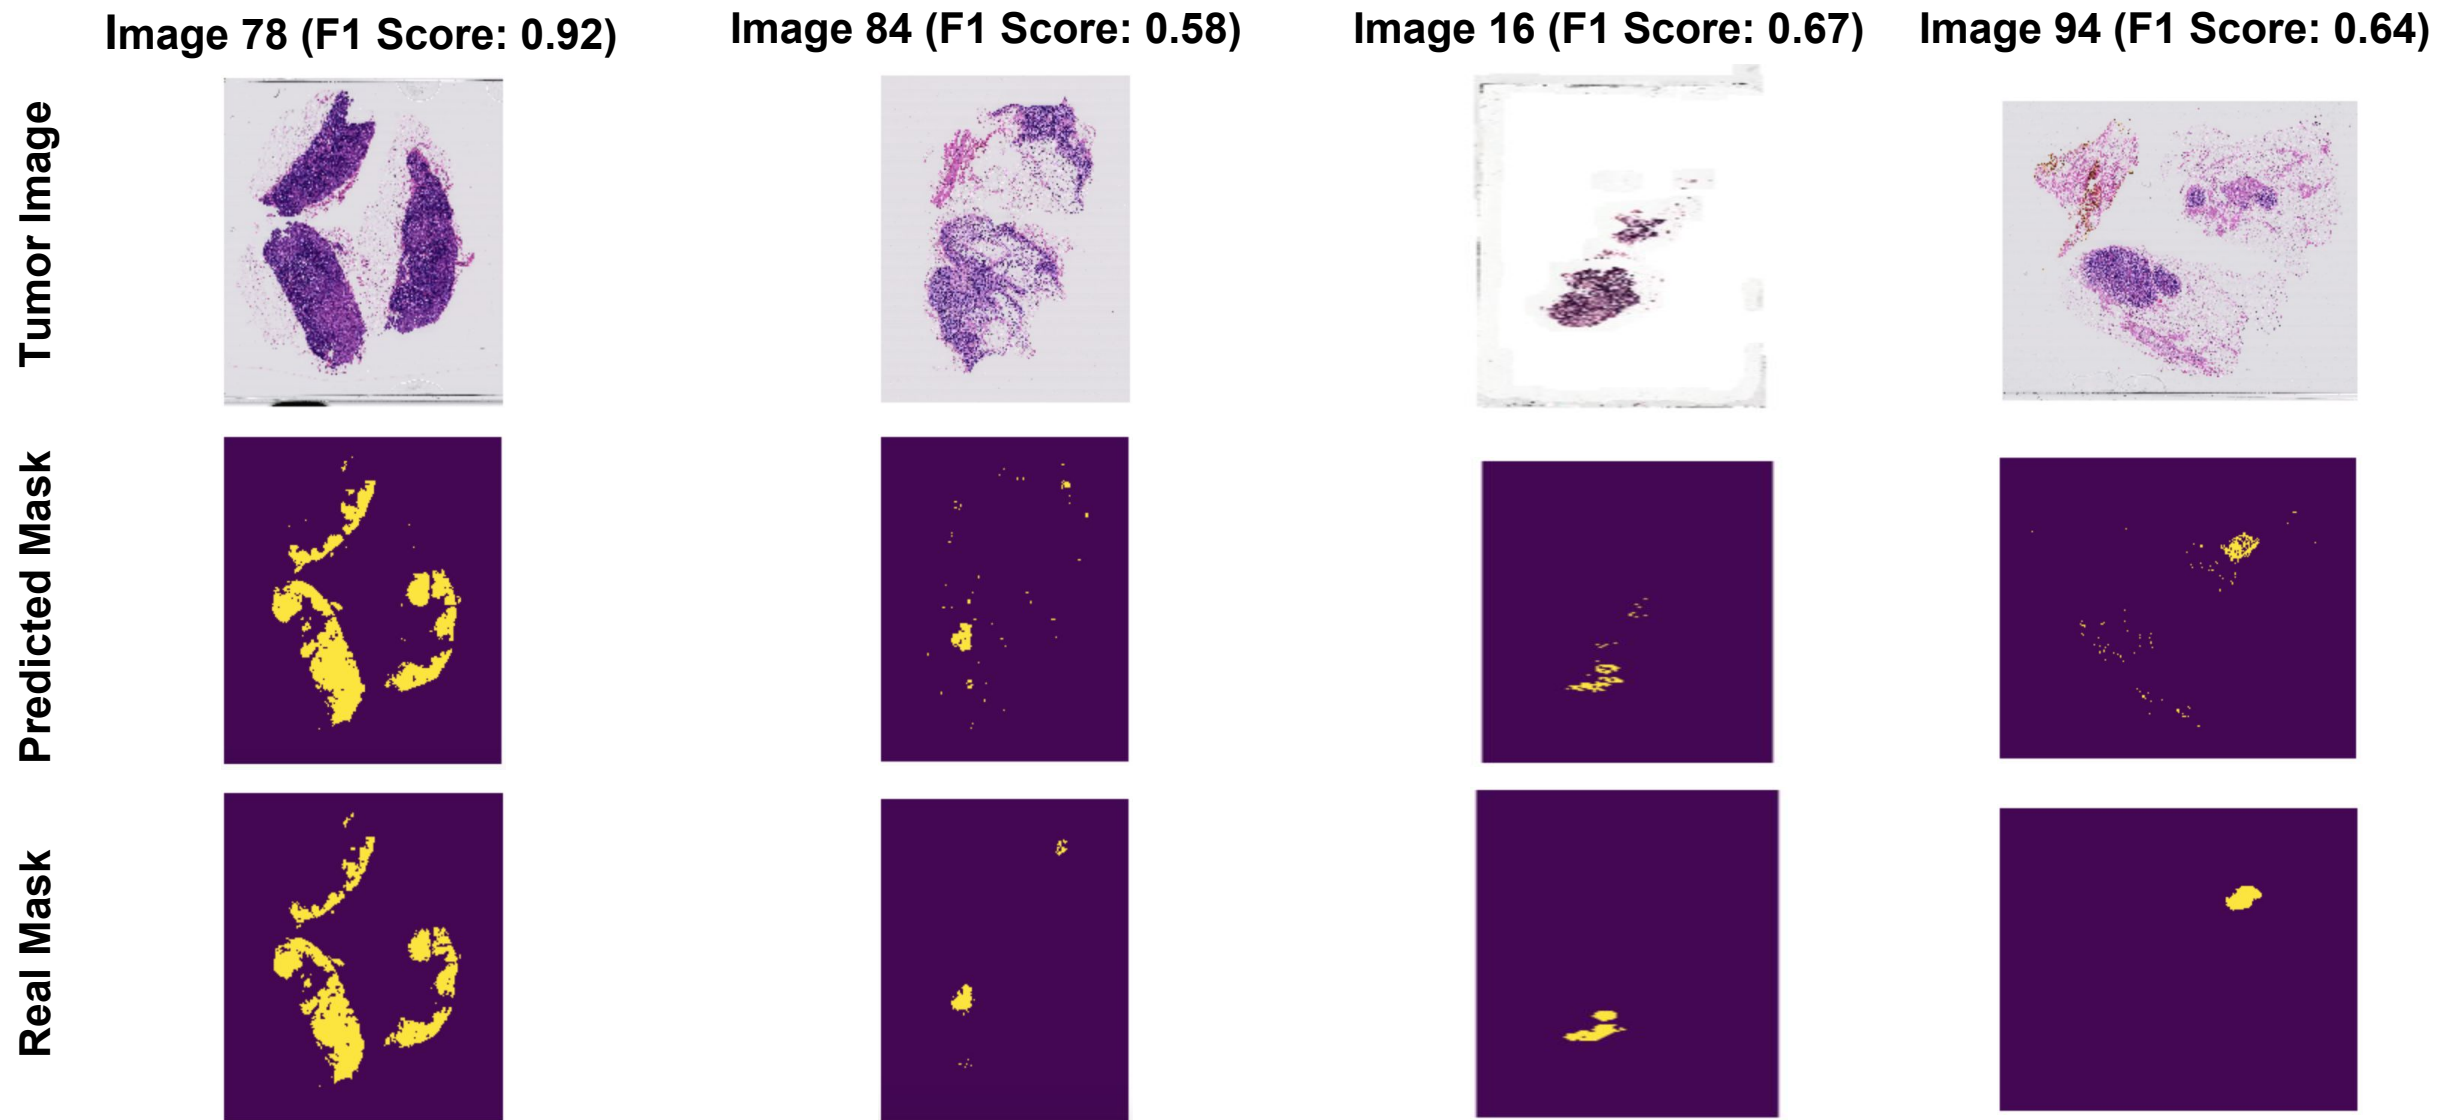 Image 78 (F1 Score: 0.92)
Image 84 (F1 Score: 0.58)
Image 16 (F1 Score: 0.67)
Image 94 (F1 Score: 0.64)
Tumor Image
Predicted Mask
Real Mask